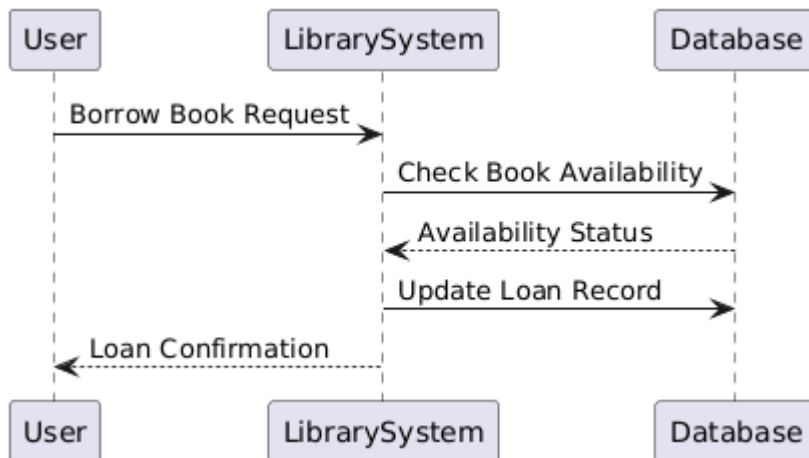 User LibrarySystem Database
Borrow Book Request
Check Book Availability
Availability Status
Update Loan Record
Loan Confirmation
User LibrarySystem Database